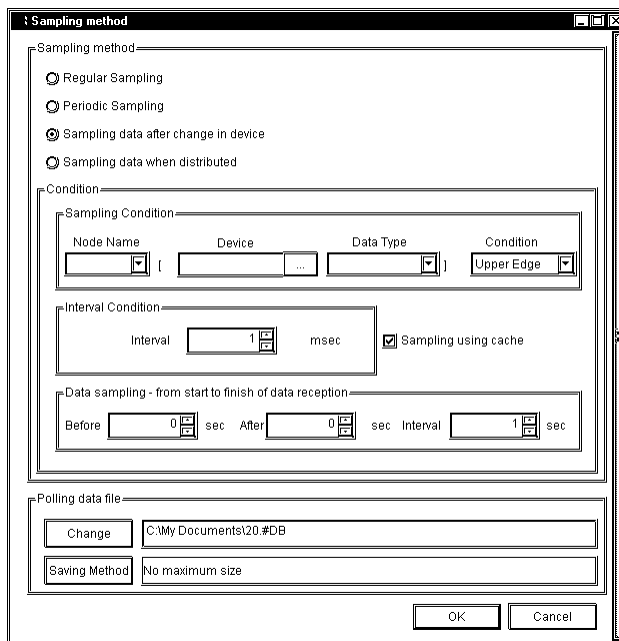 Sampling method
Sampling method
Regular Sampling
Periodic Sampling
Sampling data after change in device
Sampling data when distributed
Condition
Sampling Condition
Node Name Device Data Type Condition
[ ... ] Upper Edge
Interval Condition
Interval 1 msec Sampling using cache
Data sampling - from start to finish of data reception
Before 0 sec After 0 sec Interval 1 sec
Polling data file
Change C:\My Documents\20.#DB
Saving Method No maximum size
OK Cancel